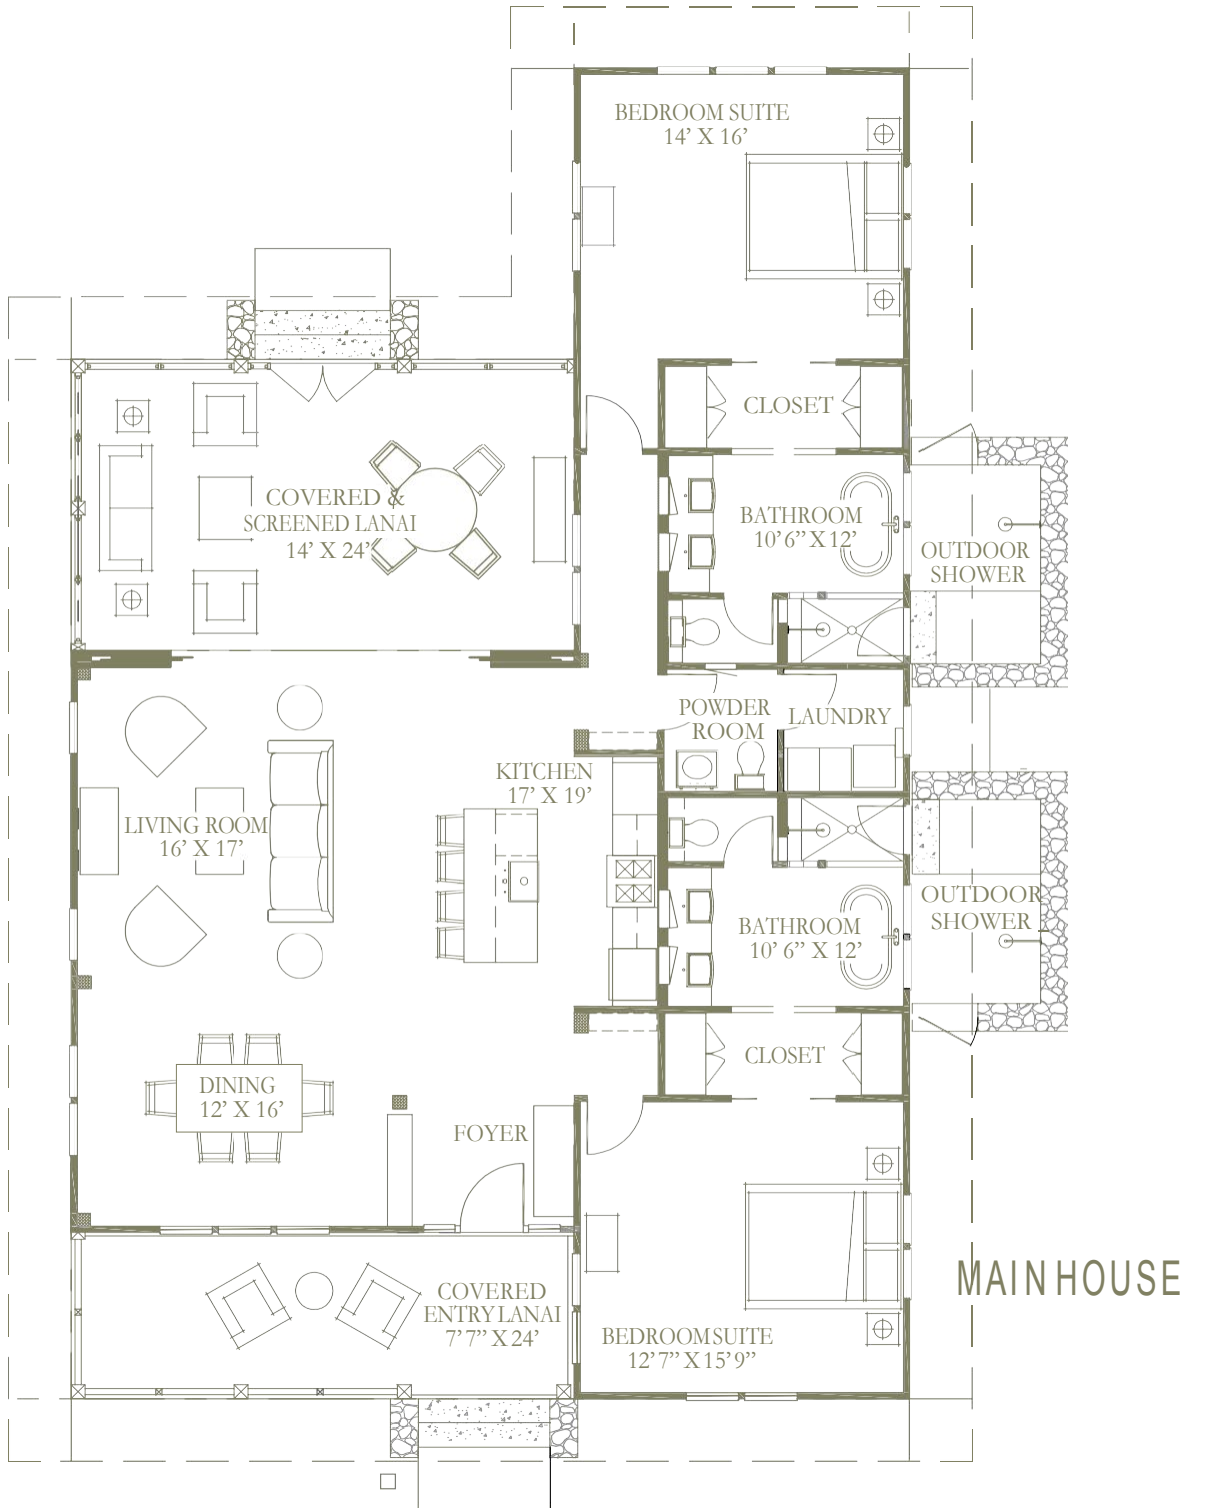 BEDROOM SUITE
14’ X 16’
CLOSET
COVERED &
SCREENED LANAI
14’ X 24’
BATHROOM
10’ 6” X 12’
OUTDOOR
SHOWER
POWDER
ROOM
LAUNDRY
KITCHEN
17’ X 19’
LIVING ROOM
16’ X 17’
OUTDOOR
SHOWER
BATHROOM
10’ 6” X 12’
CLOSET
DINING
12’ X 16’
FOYER
MAIN HOUSE
COVERED
ENTRY LANAI
7’ 7” X 24’
BEDROOM SUITE
12’ 7” X 15’ 9”